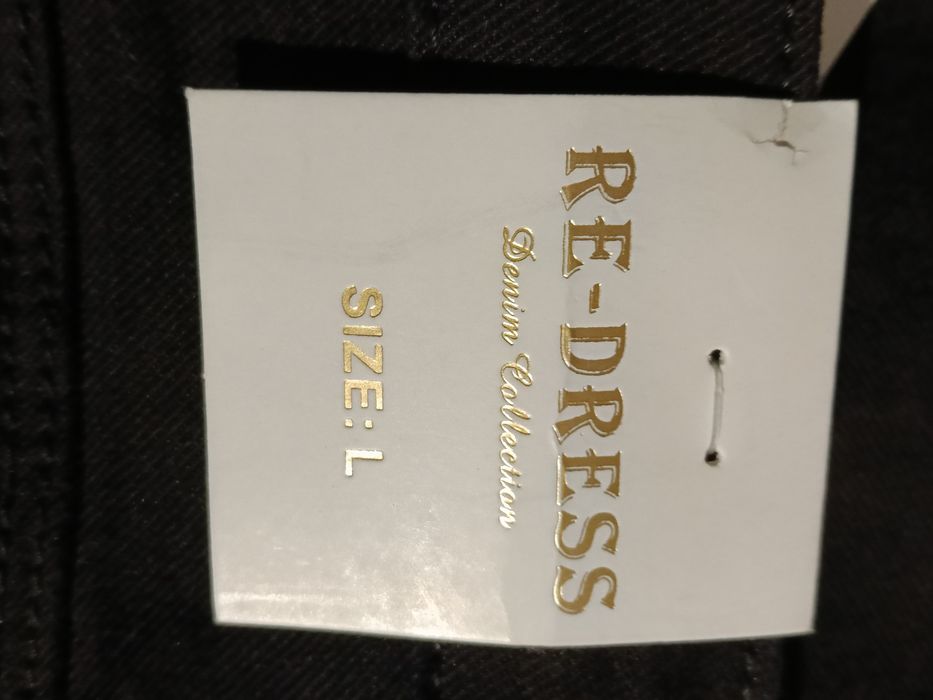 RE-DRESS
Denim Collection
SIZE: L